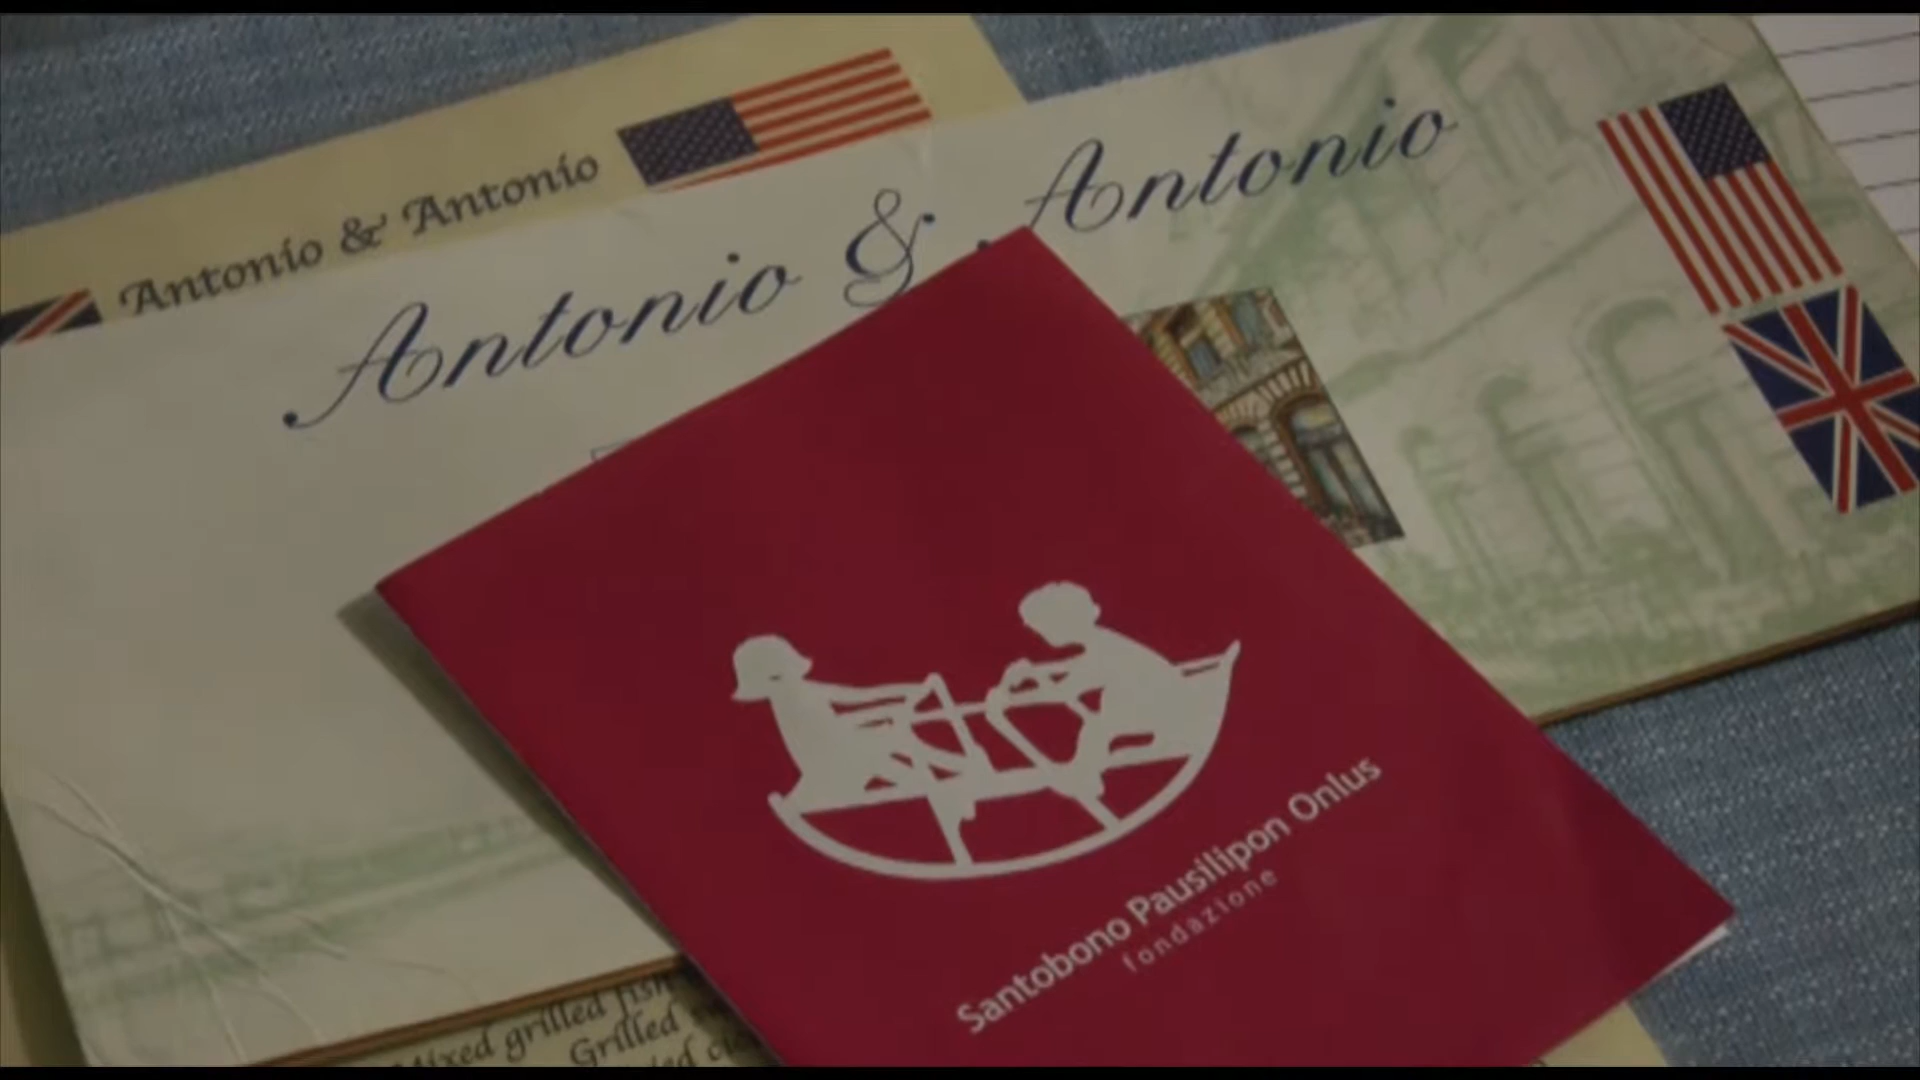 Antonio & Antonio
Antonio & Antonio
Santobono Pausilipon Onlus
fondazione
Mixed grilled fish
Grilled